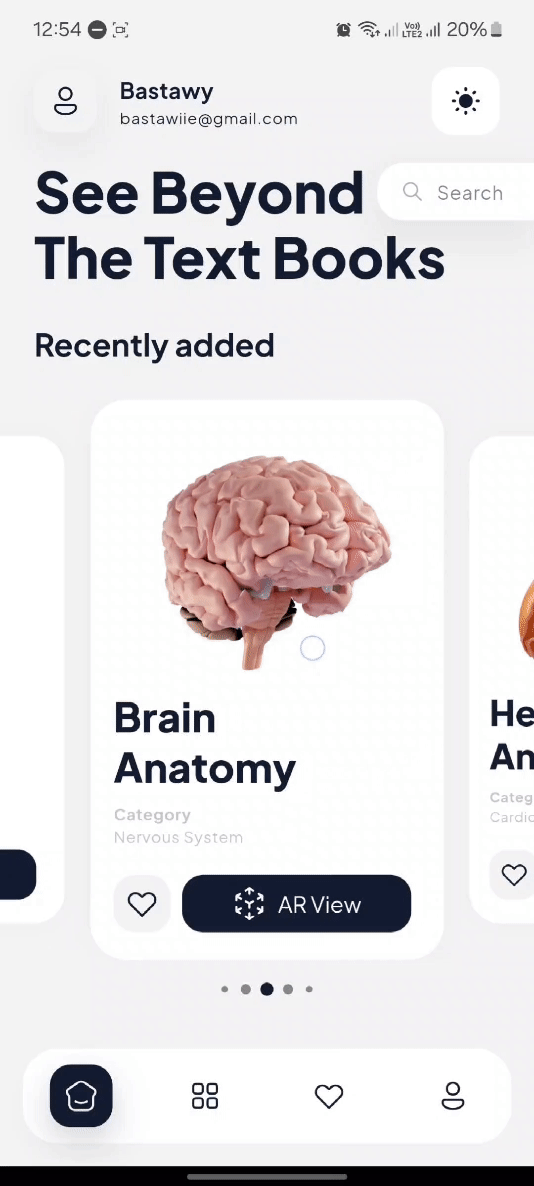 12:54
Vo))
LTE2
20%
Bastawy
bastawiie@gmail.com
See Beyond
The Text Books
Search
Recently added
Brain
Anatomy
Category
Nervous System
AR View
He
An
Categ
Cardic